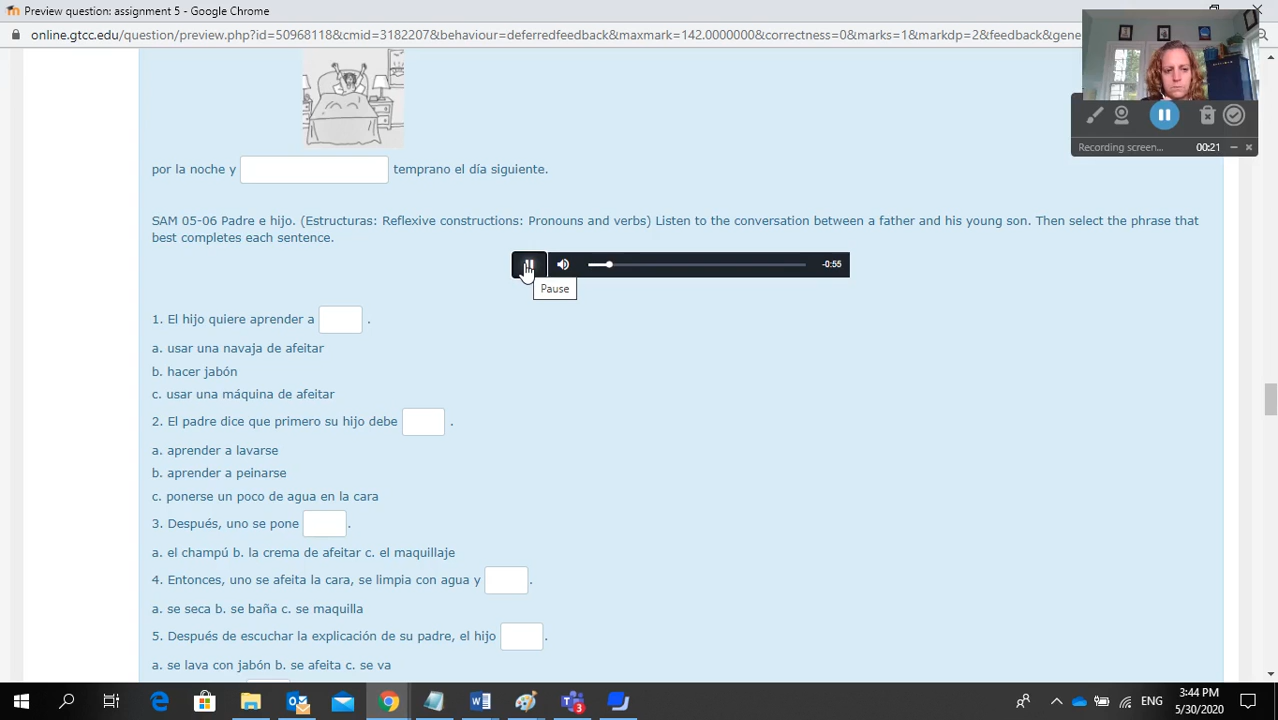 Preview question: assignment 5 - Google Chrome
online.gtcc.edu/question/preview.php?id=50968118&cmid=3182207&behaviour=deferredfeedback&maxmark=142.0000000&correctness=0&marks=1&markdp=2&feedback&gene
Recording screen... 00:21
por la noche y temprano el día siguiente.
SAM 05-06 Padre e hijo. (Estructuras: Reflexive constructions: Pronouns and verbs) Listen to the conversation between a father and his young son. Then select the phrase that
best completes each sentence.
-0:55
Pause
1. El hijo quiere aprender a .
a. usar una navaja de afeitar
b. hacer jabón
c. usar una máquina de afeitar
2. El padre dice que primero su hijo debe .
a. aprender a lavarse
b. aprender a peinarse
c. ponerse un poco de agua en la cara
3. Después, uno se pone .
a. el champú b. la crema de afeitar c. el maquillaje
4. Entonces, uno se afeita la cara, se limpia con agua y .
a. se seca b. se baña c. se maquilla
5. Después de escuchar la explicación de su padre, el hijo .
a. se lava con jabón b. se afeita c. se va
ENG
3:44 PM
5/30/2020